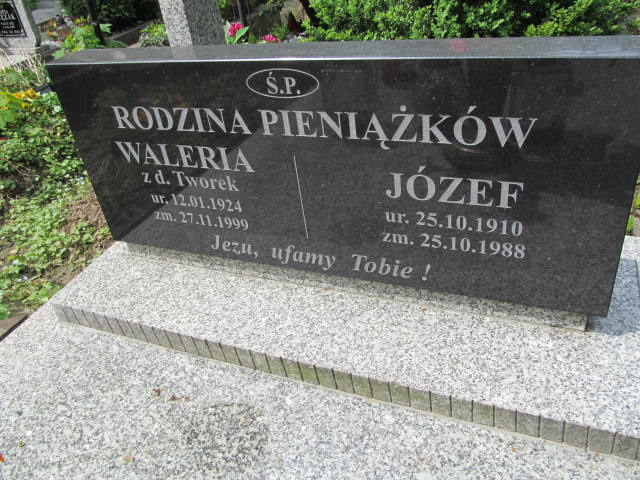 Ś.P.
RODZINA PIENIĄŻKÓW
WALERIA
z d. Tworek
ur. 12.01.1924
zm. 27.11.1999
JÓZEF
ur. 25.10.1910
zm. 25.10.1988
Jezu, ufamy Tobie !